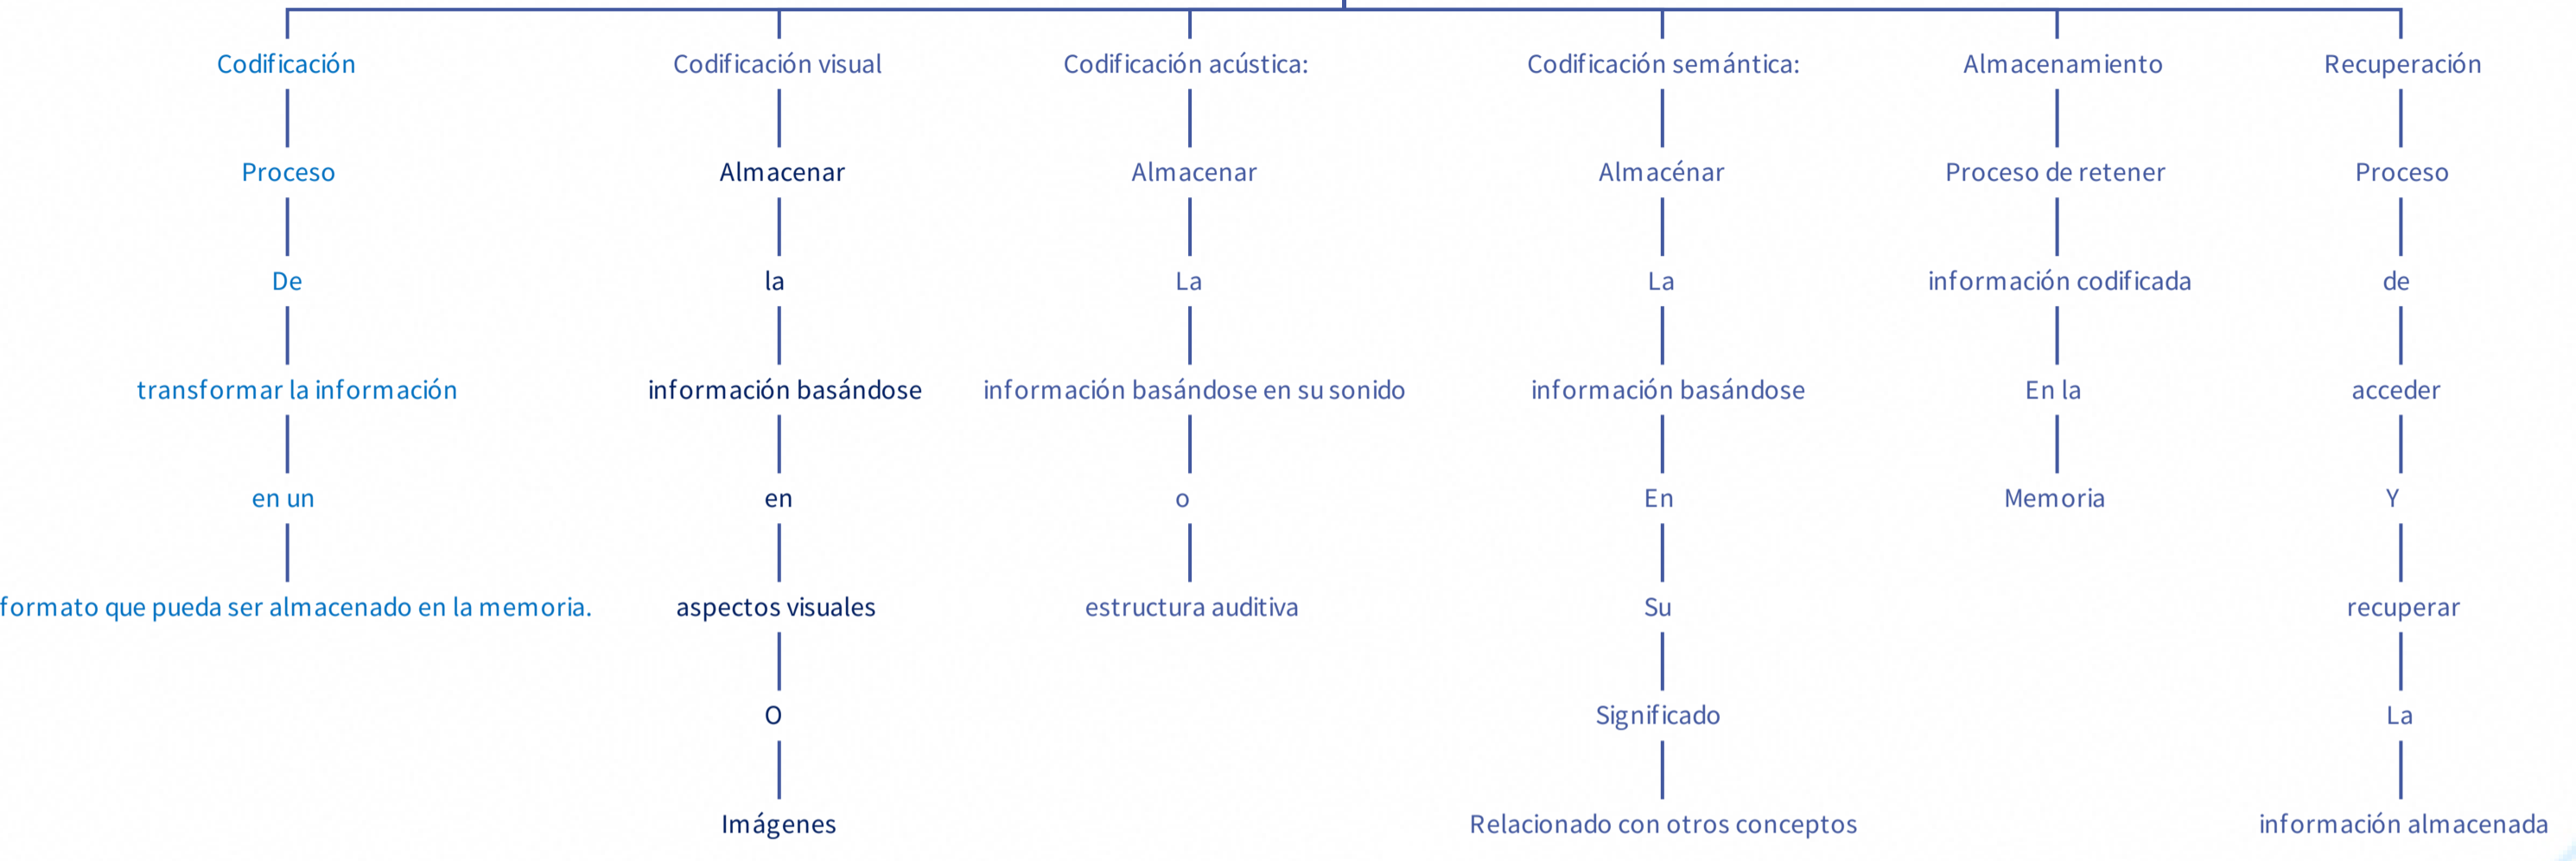 Codificación
Proceso
De
transformar la información
en un
formato que pueda ser almacenado en la memoria.
Codificación visual
Almacenar
la
información basándose
en
aspectos visuales
O
Imágenes
Codificación acústica:
Almacenar
La
información basándose en su sonido
o
estructura auditiva
Codificación semántica:
Almacénar
La
información basándose
En
Su
Significado
Relacionado con otros conceptos
Almacenamiento
Proceso de retener
información codificada
En la
Memoria
Recuperación
Proceso
de
acceder
Y
recuperar
La
información almacenada